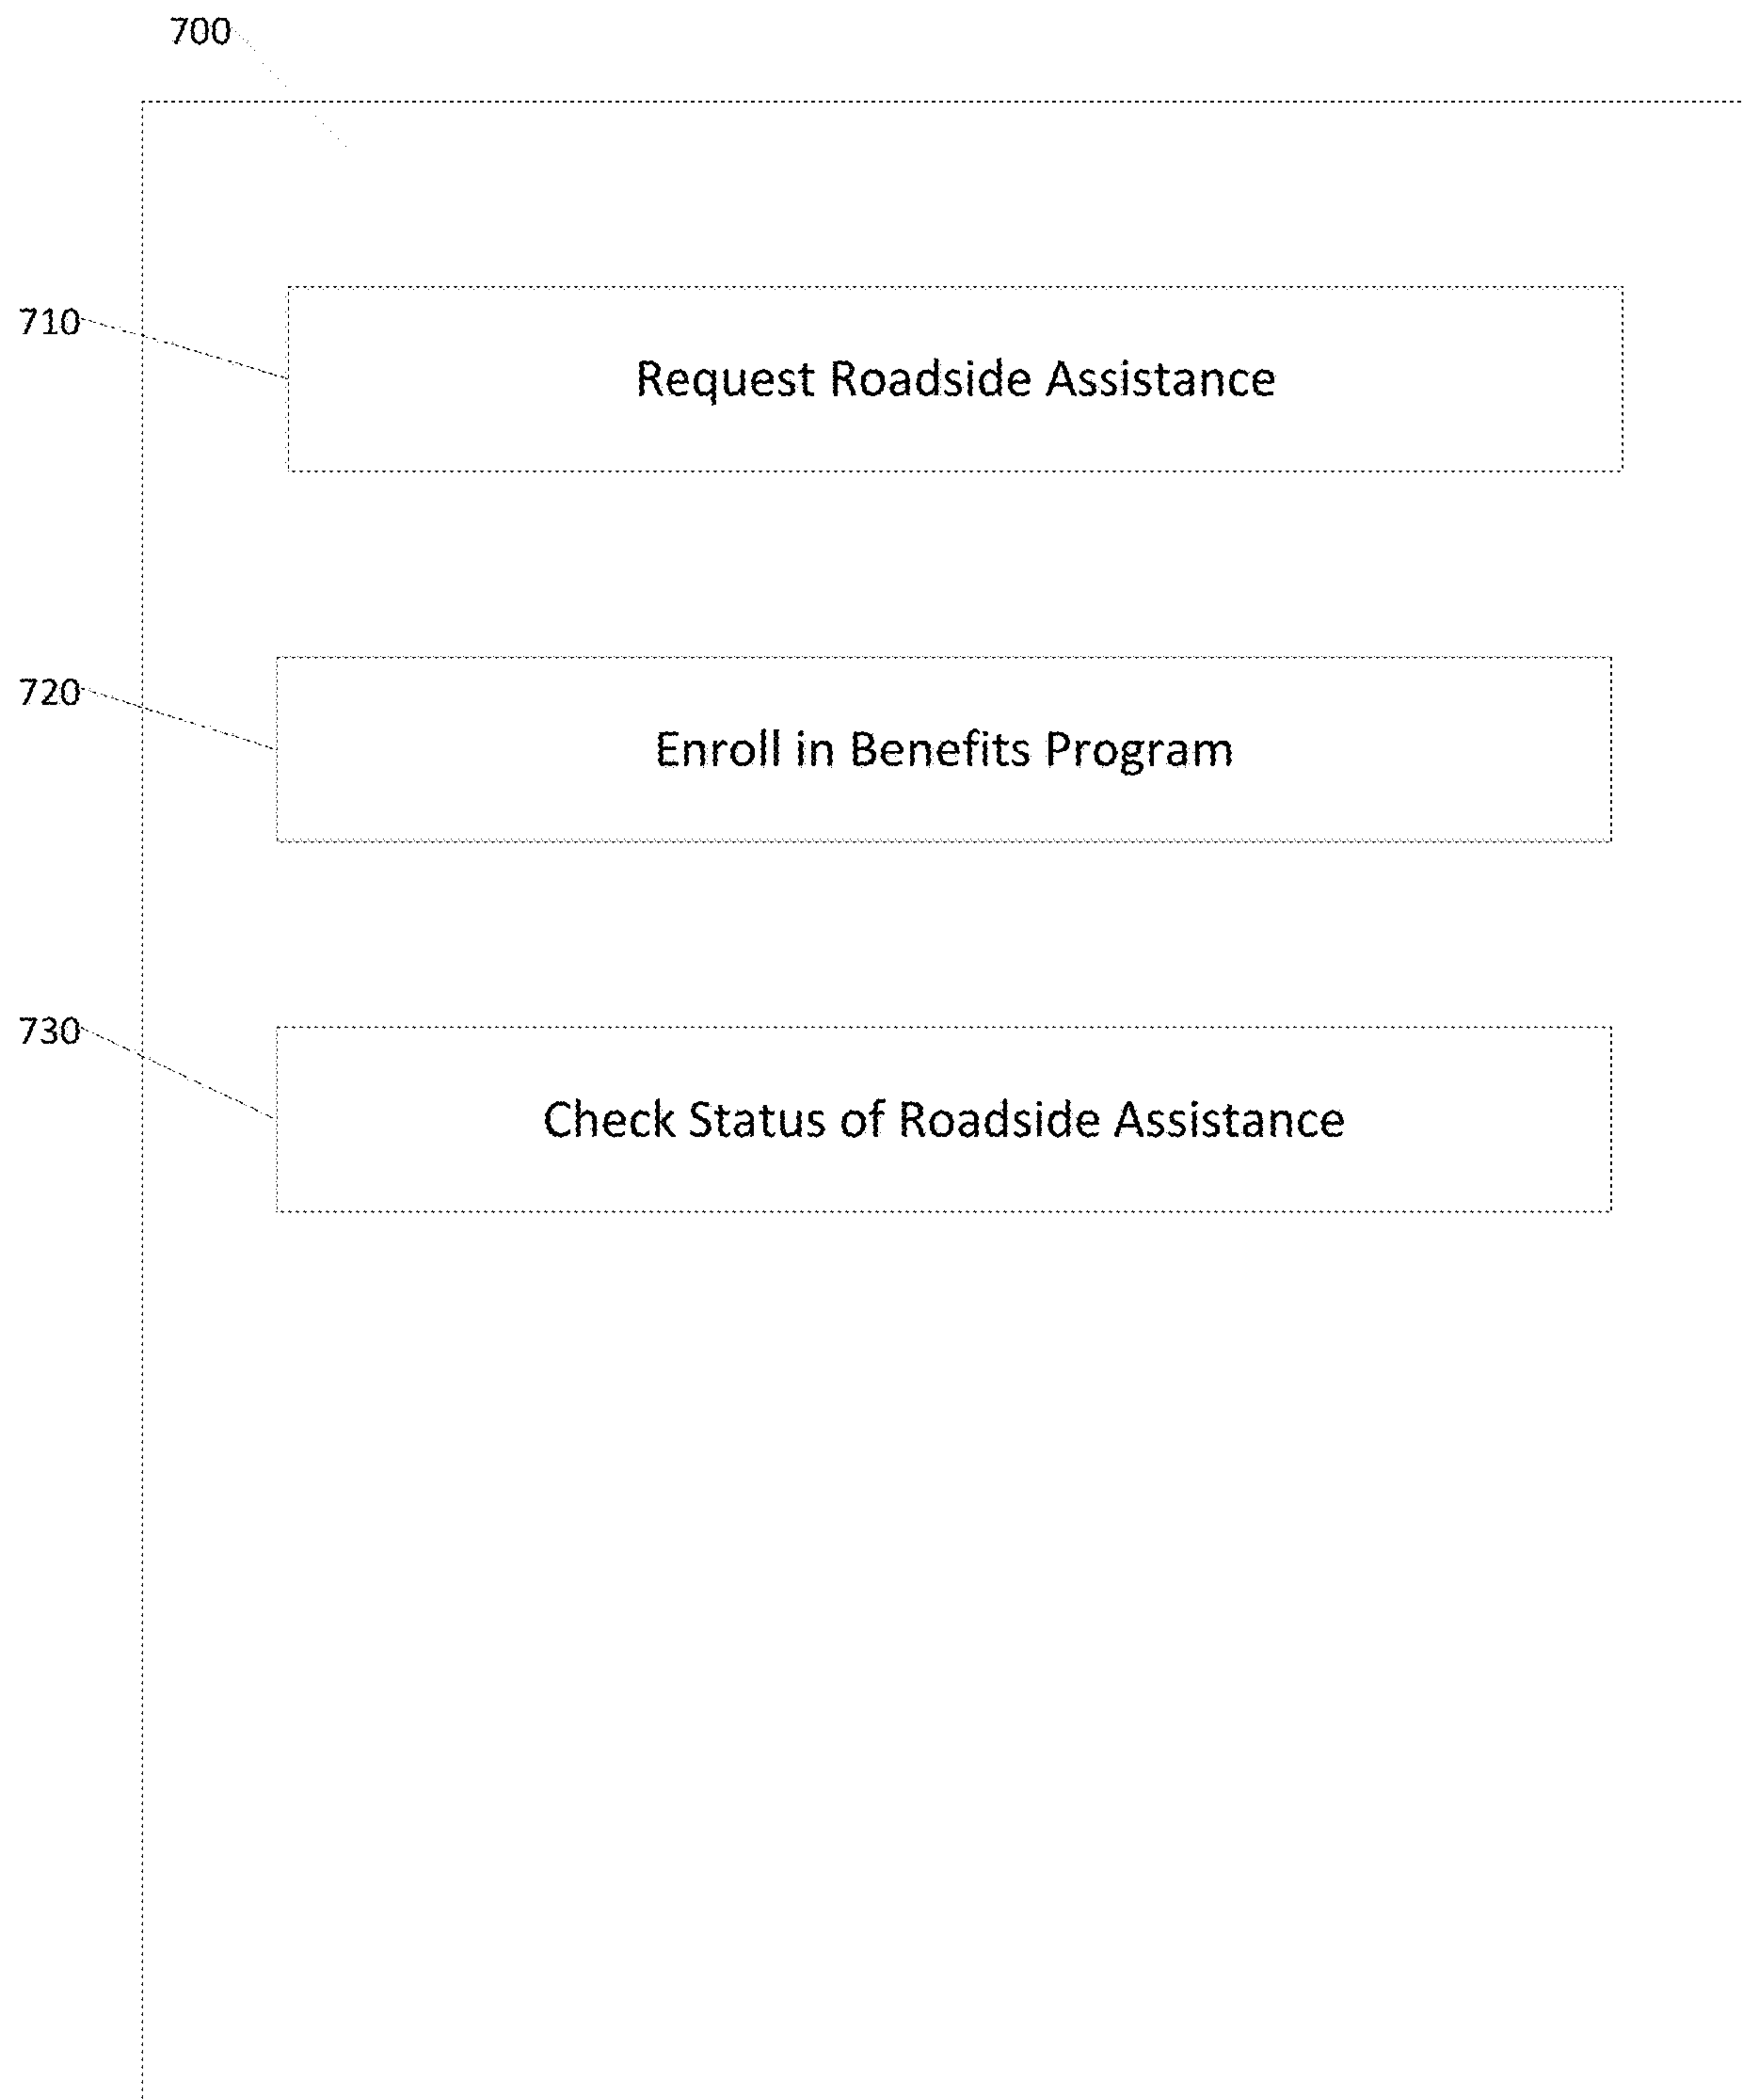 700
710
Request Roadside Assistance
720
Enroll in Benefits Program
730
Check Status of Roadside Assistance